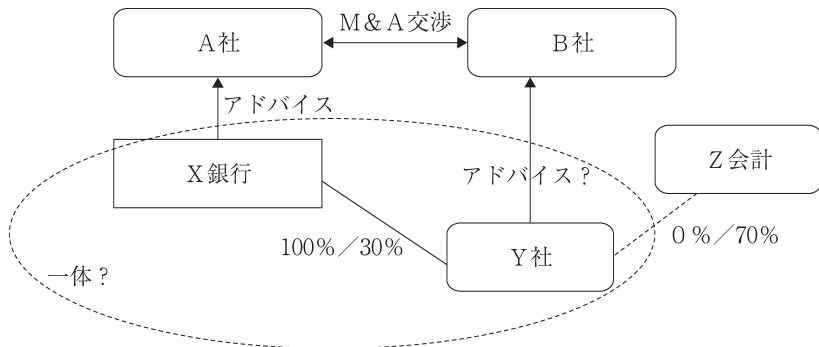 M&A交渉
A社
B社
アドバイス
X銀行
アドバイス？
Z会計
100%／30%
Y社
0%／70%
一体？